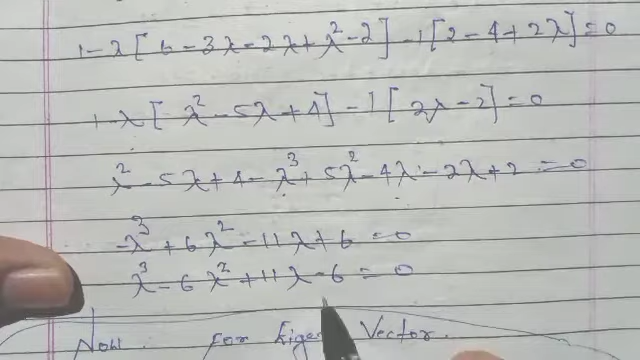 1-λ[6-3λ-2λ+λ²-2] -1[2-4+2λ]=0
1-λ[λ²-5λ+4] -1[2λ-2]=0
λ²-5λ+4-λ³+5λ²-4λ-2λ+2=0
-λ³+6λ²-11λ+6=0
λ³-6λ²+11λ-6=0
Now. for Eigen Vector.